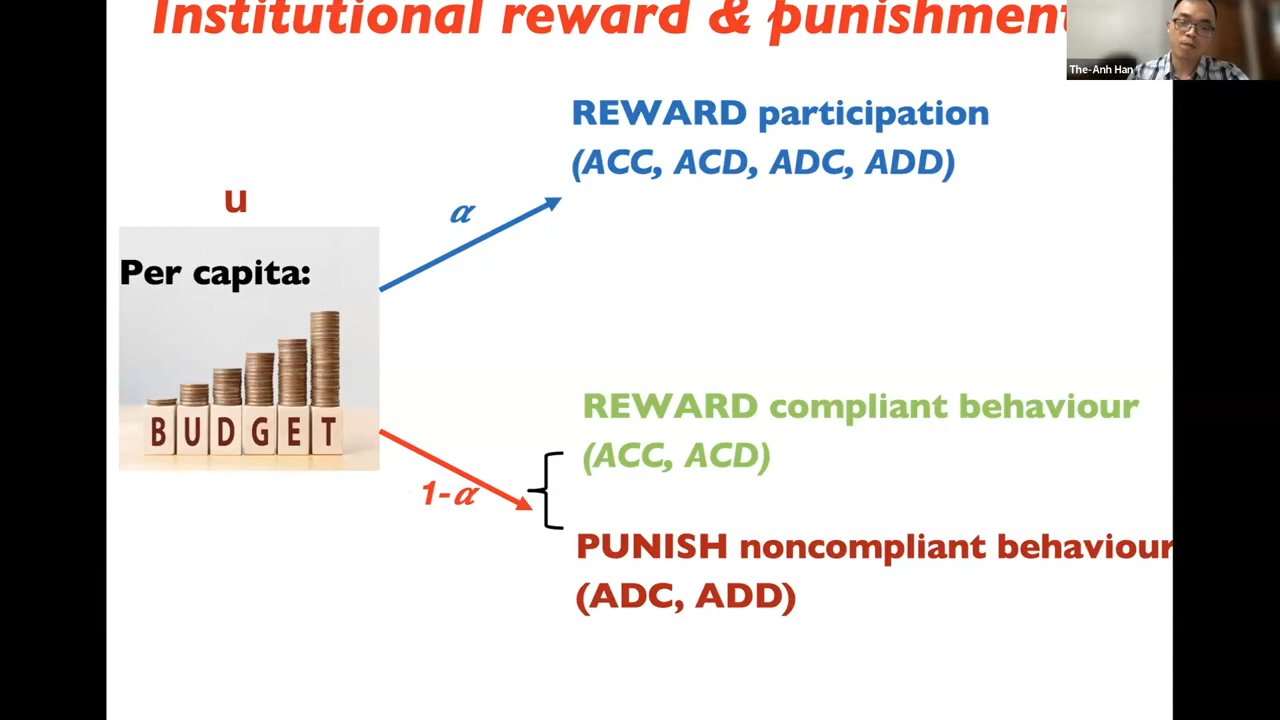 Institutional reward & punishment
The-Anh Han
REWARD participation
(ACC, ACD, ADC, ADD)
u
α
Per capita:
BUDGET
REWARD compliant behaviour
(ACC, ACD)
1-α
PUNISH noncompliant behaviour
(ADC, ADD)